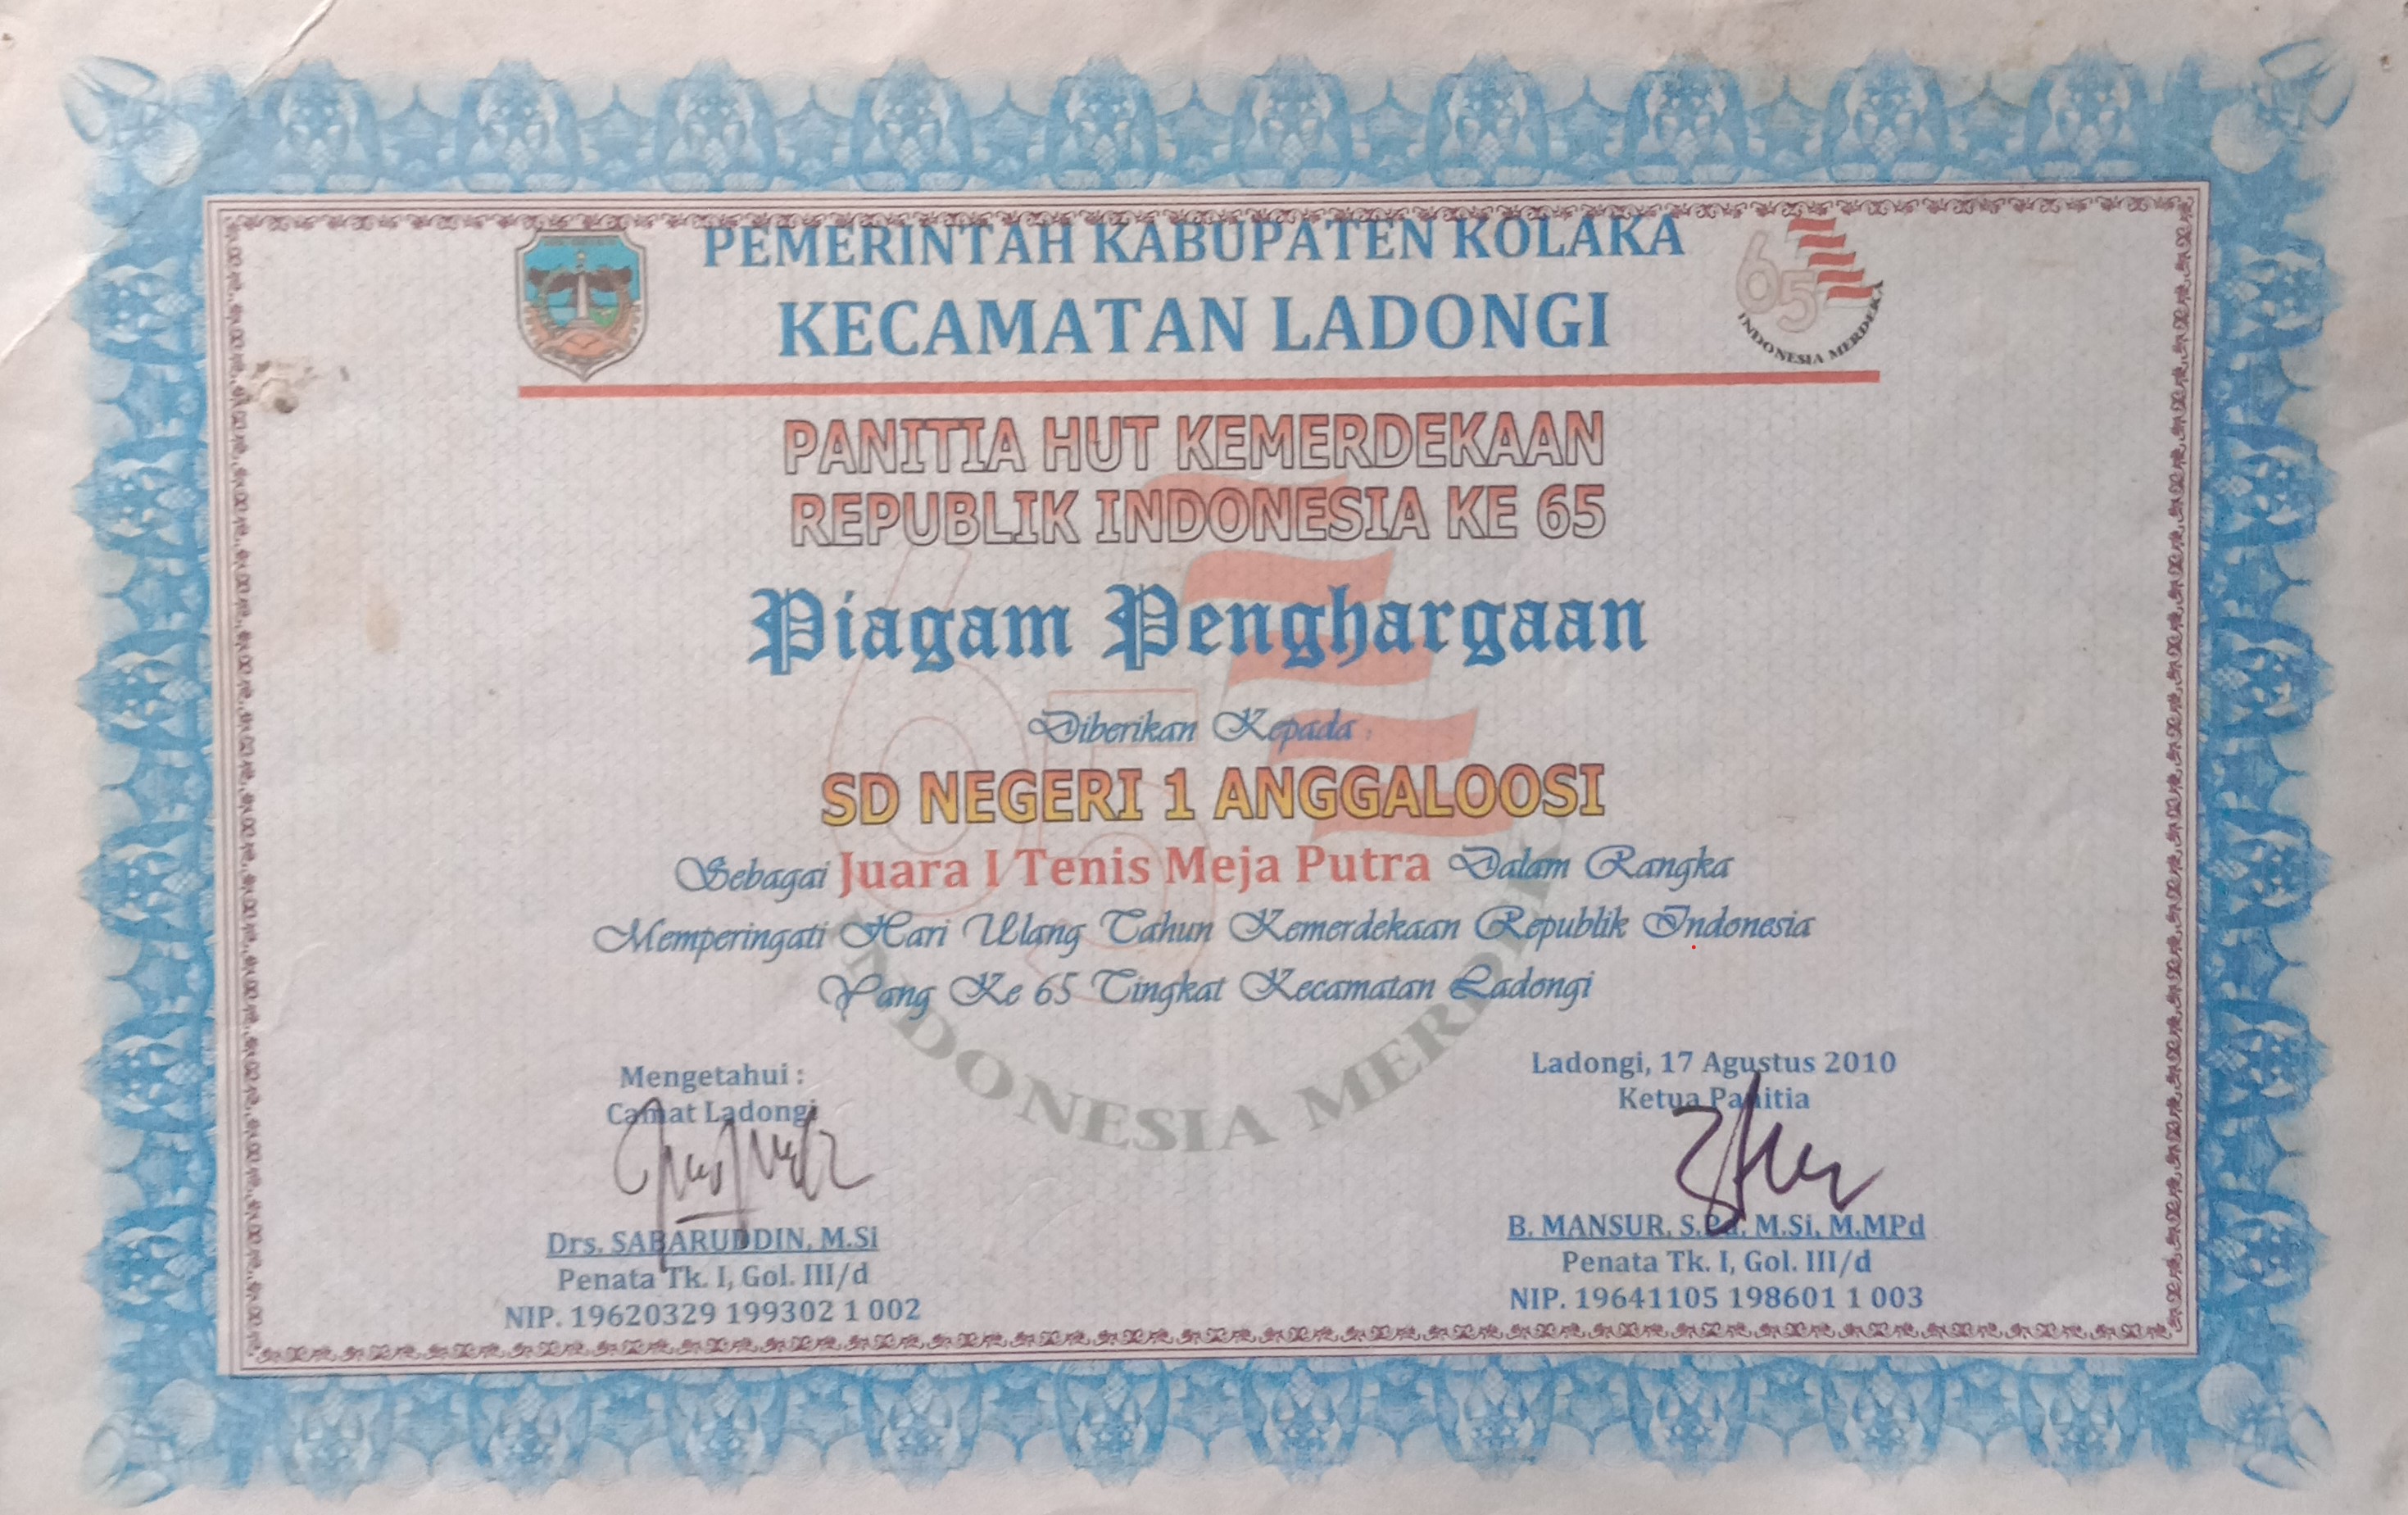 PEMERINTAH KABUPATEN KOLAKA
KECAMATAN LADONGI
65
INDONESIA MERDEKA
PANITIA HUT KEMERDEKAAN
REPUBLIK INDONESIA KE 65
Piagam Penghargaan
Diberikan Kepada :
SD NEGERI 1 ANGGALOOSI
Sebagai Juara I Tenis Meja Putra Dalam Rangka
Memperingati Hari Ulang Tahun Kemerdekaan Republik Indonesia
Yang Ke 65 Tingkat Kecamatan Ladongi
65
INDONESIA MERDEKA
Mengetahui :
Camat Ladongi
Drs. SABARUDDIN, M.Si
Penata Tk. I, Gol. III/d
NIP. 19620329 199302 1 002
Ladongi, 17 Agustus 2010
Ketua Panitia
B. MANSUR, S.Pd, M.Si, M.MPd
Penata Tk. I, Gol. III/d
NIP. 19641105 198601 1 003